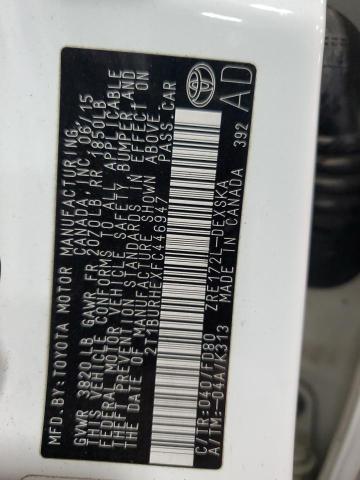 MFD.BY:TOYOTA MOTOR MANUFACTURING
CANADA, INC. 06/15
GVWR 3820LB GAWR FR 2070LB RR 1850LB
THIS VEHICLE CONFORMS TO ALL APPLICABLE
FEDERAL MOTOR VEHICLE SAFETY, BUMPER, AND
THEFT PREVENTION STANDARDS IN EFFECT ON
THE DATE OF MANUFACTURE SHOWN ABOVE.
2T1BURHEXFC446947 PASS.CAR
C/TR:040/FD80 ZRE172L-DEXSKA
A/TM:-04A/K313 MADE IN CANADA 392
TOYOTA
AD